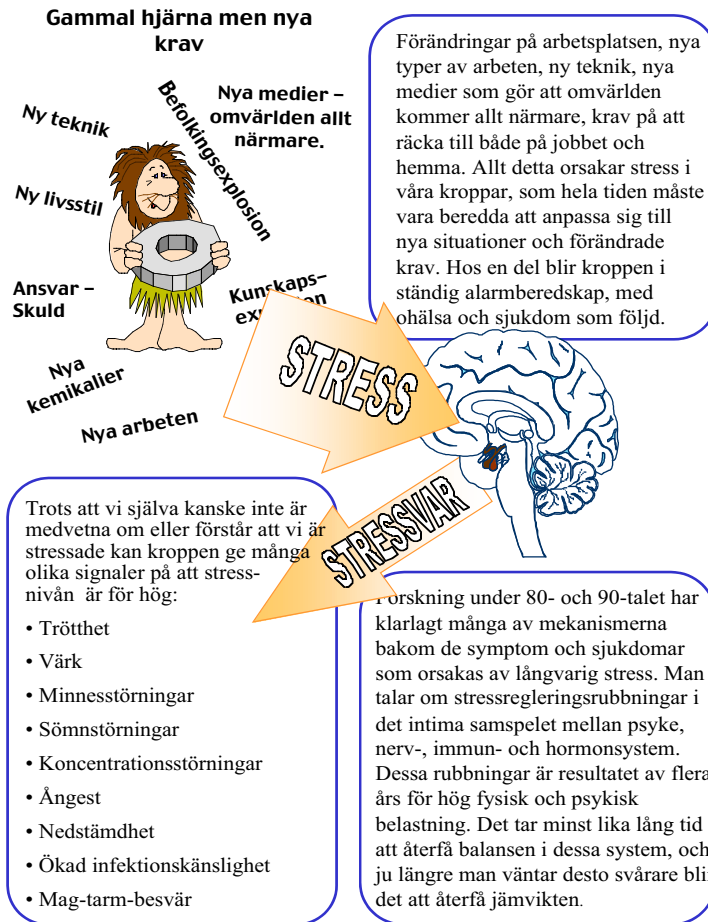 Gammal hjärna men nya
krav
Ny teknik
Befolkingsexplosion
Nya medier –
omvärlden allt
närmare.
Ny livsstil
Ansvar –
Skuld
Kunskaps–
Nya
kemikalier
Nya arbeten
Förändringar på arbetsplatsen, nya
typer av arbeten, ny teknik, nya
medier som gör att omvärlden
kommer allt närmare, krav på att
räcka till både på jobbet och
hemma. Allt detta orsakar stress i
våra kroppar, som hela tiden måste
vara beredda att anpassa sig till
nya situationer och förändrade
krav. Hos en del blir kroppen i
ständig alarmberedskap, med
ohälsa och sjukdom som följd.
STRESS
STRESSVAR
Trots att vi själva kanske inte är
medvetna om eller förstår att vi är
stressade kan kroppen ge många
olika signaler på att stress-
nivån är för hög:
• Trötthet
• Värk
• Minnesstörningar
• Sömnstörningar
• Koncentrationsstörningar
• Ångest
• Nedstämdhet
• Ökad infektionskänslighet
• Mag-tarm-besvär
Forskning under 80- och 90-talet har
klarlagt många av mekanismerna
bakom de symptom och sjukdomar
som orsakas av långvarig stress. Man
talar om stressregleringsrubbningar i
det intima samspelet mellan psyke,
nerv-, immun- och hormonsystem.
Dessa rubbningar är resultatet av flera
års för hög fysisk och psykisk
belastning. Det tar minst lika lång tid
att återfå balansen i dessa system, och
ju längre man väntar desto svårare bli
det att återfå jämvikten.